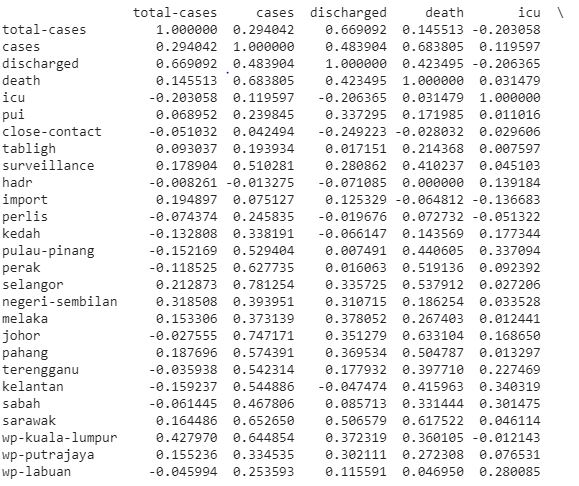 total-cases cases discharged death icu \
total-cases 1.000000 0.294042 0.669092 0.145513 -0.203058
cases 0.294042 1.000000 0.483904 0.683805 0.119597
discharged 0.669092 0.483904 1.000000 0.423495 -0.206365
death 0.145513 0.683805 0.423495 1.000000 0.031479
icu -0.203058 0.119597 -0.206365 0.031479 1.000000
pui 0.068952 0.239845 0.337295 0.171985 0.011016
close-contact -0.051032 0.042494 -0.249223 -0.028032 0.029606
tabligh 0.093037 0.193934 0.017151 0.214368 0.007597
surveillance 0.178904 0.510281 0.280862 0.410237 0.045103
hadr -0.008261 -0.013275 -0.071085 0.000000 0.139184
import 0.194897 0.075127 0.125329 -0.064812 -0.136683
perlis -0.074374 0.245835 -0.019676 0.072732 -0.051322
kedah -0.132808 0.338191 -0.066147 0.143569 0.177344
pulau-pinang -0.152169 0.529404 0.007491 0.440605 0.337094
perak -0.118525 0.627735 0.016063 0.519136 0.092392
selangor 0.212873 0.781254 0.335725 0.537912 0.027206
negeri-sembilan 0.318508 0.393951 0.310715 0.186254 0.033528
melaka 0.153306 0.373139 0.378052 0.267403 0.012441
johor -0.027555 0.747171 0.351279 0.633104 0.168650
pahang 0.187696 0.574391 0.369534 0.504787 0.013297
terengganu -0.035938 0.542314 0.177932 0.397710 0.227469
kelantan -0.159237 0.544886 -0.047474 0.415963 0.340319
sabah -0.061445 0.467806 0.085713 0.331444 0.301475
sarawak 0.164486 0.652650 0.506579 0.617522 0.046114
wp-kuala-lumpur 0.427970 0.644854 0.372319 0.360105 -0.012143
wp-putrajaya 0.155236 0.334535 0.302111 0.272308 0.076531
wp-labuan -0.045994 0.253593 0.115591 0.046950 0.280085